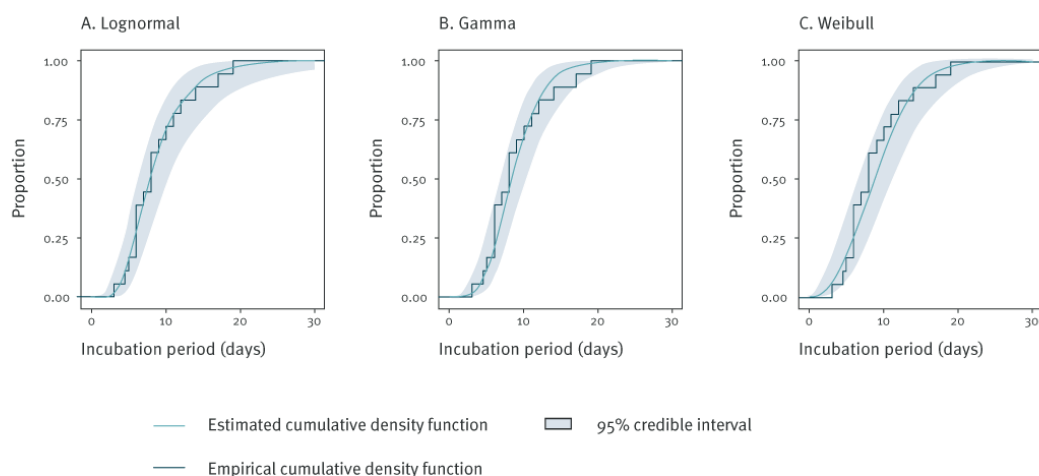 A. Lognormal
B. Gamma
C. Weibull
1.00
0.75
0.50
0.25
0.00
Proportion
0 10 20 30
Incubation period (days)
1.00
0.75
0.50
0.25
0.00
Proportion
0 10 20 30
Incubation period (days)
1.00
0.75
0.50
0.25
0.00
Proportion
0 10 20 30
Incubation period (days)
Estimated cumulative density function
95% credible interval
Empirical cumulative density function